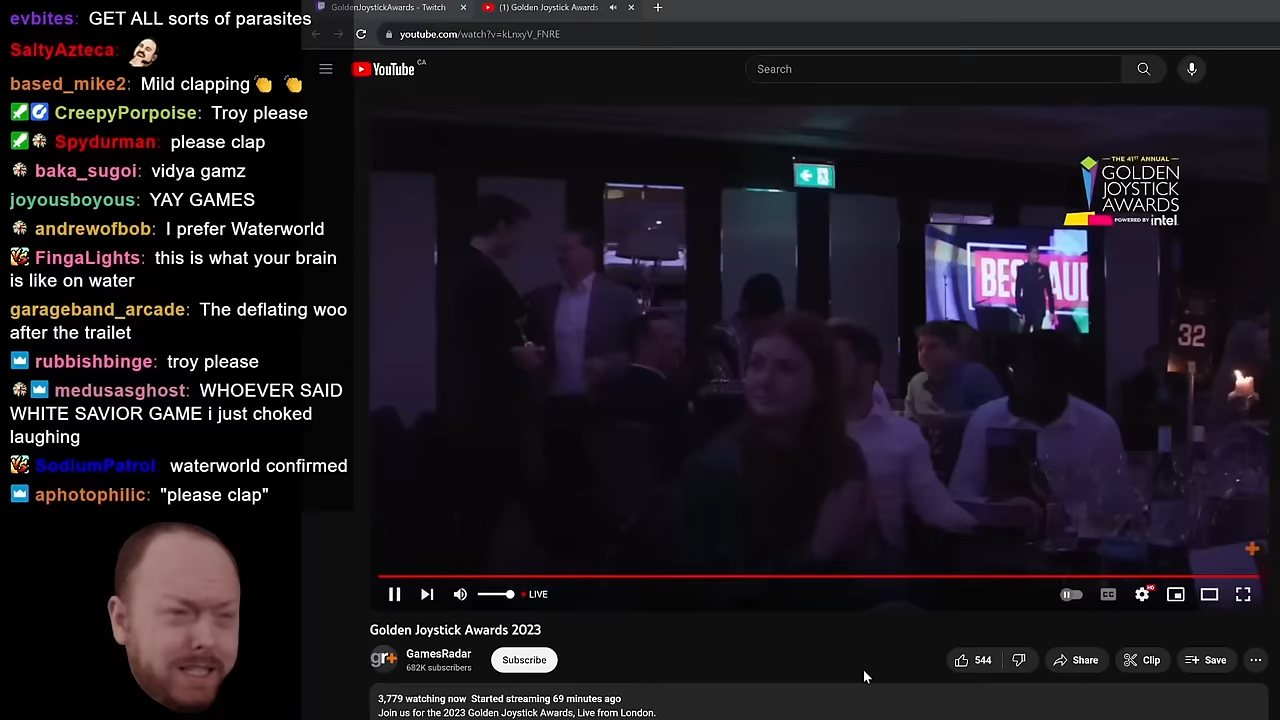 evbites: GET ALL sorts of parasites
SaltyAzteca:
based_mike2: Mild clapping 👏 👏
CreepyPorpoise: Troy please
Spydurman: please clap
baka_sugoi: vidya gamz
joyousboyous: YAY GAMES
andrewofbob: I prefer Waterworld
FingaLights: this is what your brain
is like on water
garageband_arcade: The deflating woo
after the trailet
rubbishbinge: troy please
medusasghost: WHOEVER SAID
WHITE SAVIOR GAME i just choked
laughing
SodiumPatrol: waterworld confirmed
aphotophilic: "please clap"
GoldenJoystickAwards - Twitch
(1) Golden Joystick Awards
youtube.com/watch?v=kLnxyV_FNRE
YouTube CA
Search
THE 41ST ANNUAL
GOLDEN
JOYSTICK
AWARDS
POWERED BY intel.
BES AUD
32
LIVE
CC
HD
Golden Joystick Awards 2023
gr+
GamesRadar
682K subscribers
Subscribe
544
Share
Clip
Save
3,779 watching now Started streaming 69 minutes ago
Join us for the 2023 Golden Joystick Awards, Live from London.